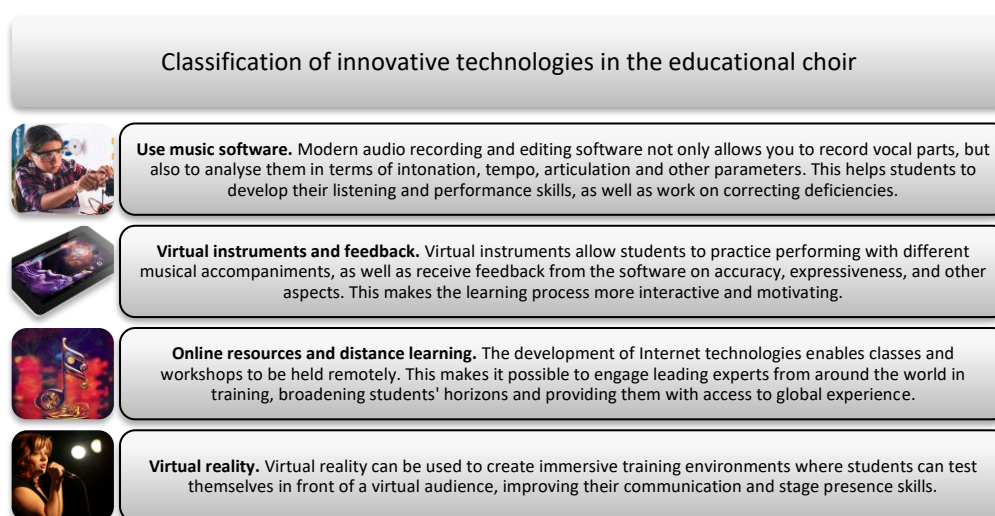 Classification of innovative technologies in the educational choir
Use music software. Modern audio recording and editing software not only allows you to record vocal parts, but
also to analyse them in terms of intonation, tempo, articulation and other parameters. This helps students to
develop their listening and performance skills, as well as work on correcting deficiencies.
Virtual instruments and feedback. Virtual instruments allow students to practice performing with different
musical accompaniments, as well as receive feedback from the software on accuracy, expressiveness, and other
aspects. This makes the learning process more interactive and motivating.
Online resources and distance learning. The development of Internet technologies enables classes and
workshops to be held remotely. This makes it possible to engage leading experts from around the world in
training, broadening students' horizons and providing them with access to global experience.
Virtual reality. Virtual reality can be used to create immersive training environments where students can test
themselves in front of a virtual audience, improving their communication and stage presence skills.